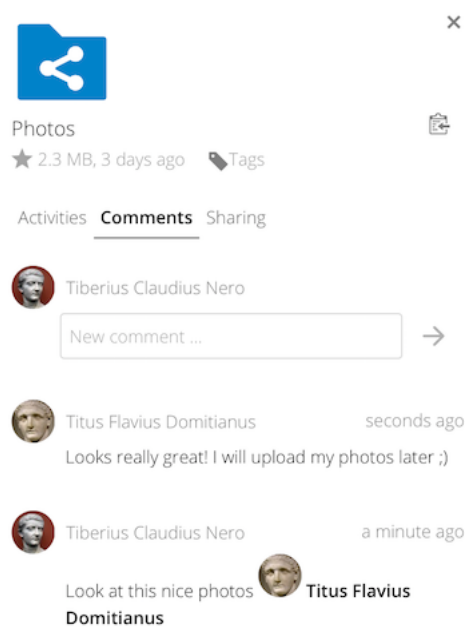 Photos
2.3 MB, 3 days ago Tags
Activities Comments Sharing
Tiberius Claudius Nero
New comment ...
Titus Flavius Domitianus seconds ago
Looks really great! I will upload my photos later ;)
Tiberius Claudius Nero a minute ago
Look at this nice photos Titus Flavius
Domitianus